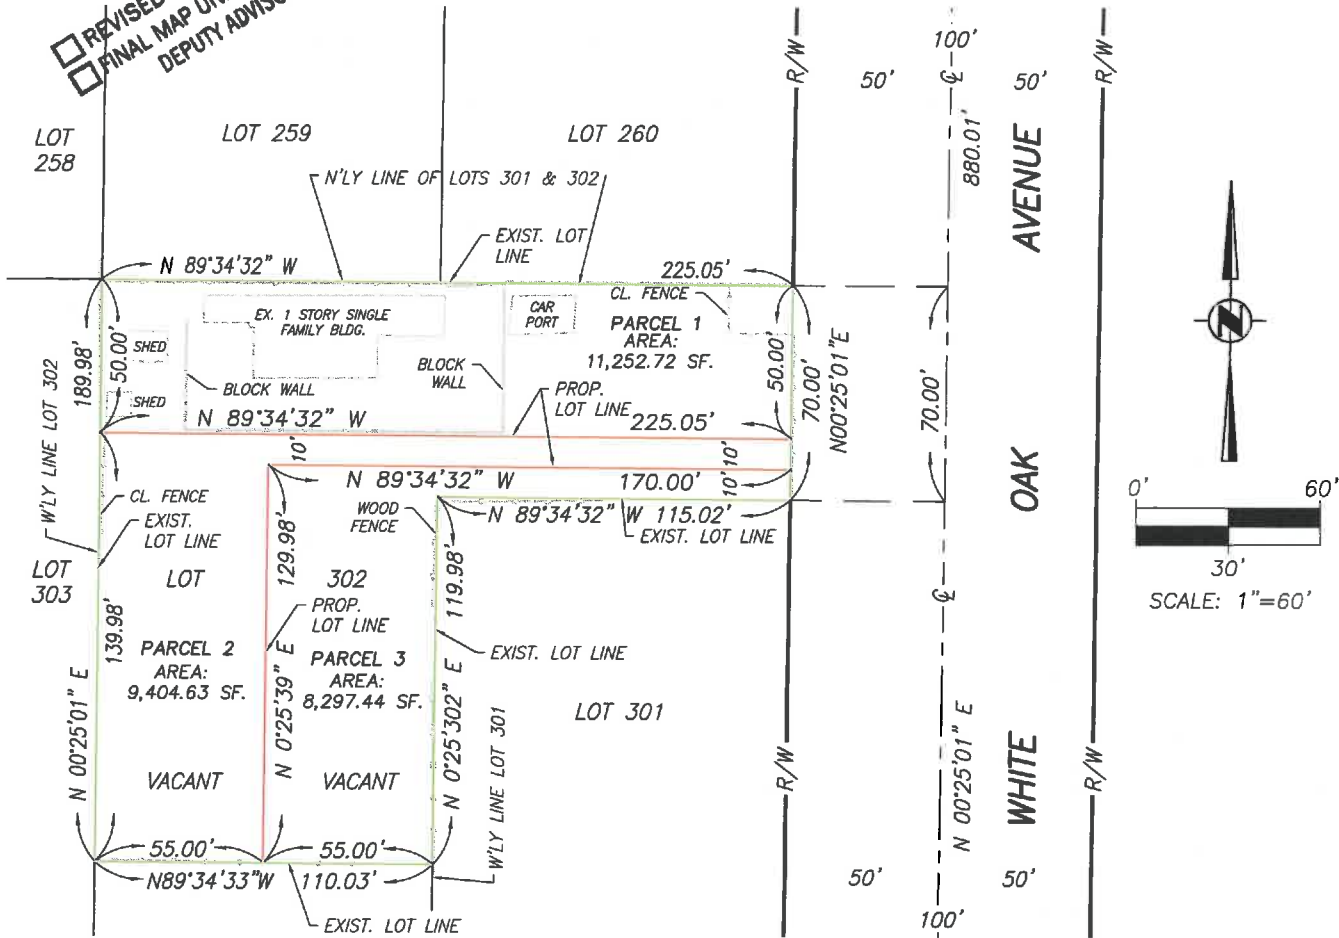 REVISED
FINAL MAP
DEPUTY
LOT
258
LOT 259
LOT 260
N'LY LINE OF LOTS 301 & 302
EXIST. LOT
LINE
N 89°34'32" W
225.05'
CL. FENCE
EX. 1 STORY SINGLE
FAMILY BLDG.
CAR
PORT
PARCEL 1
AREA:
11,252.72 SF.
SHED
SHED
BLOCK WALL
BLOCK
WALL
PROP.
LOT LINE
189.98'
50.00'
50.00'
70.00'
N00°25'01"E
70.00'
W'LY LINE LOT 302
N 89°34'32" W
225.05'
10'
10'
10'
N 89°34'32" W
170.00'
CL. FENCE
EXIST.
LOT LINE
WOOD
FENCE
N 89°34'32" W 115.02'
EXIST. LOT LINE
LOT
303
LOT
302
129.98'
119.98'
139.98'
PROP.
LOT LINE
PARCEL 2
AREA:
9,404.63 SF.
PARCEL 3
AREA:
8,297.44 SF.
EXIST. LOT LINE
LOT 301
N 00°25'01" E
N 0°25'39" E
N 0°25'302" E
W'LY LINE LOT 301
VACANT
VACANT
55.00'
55.00'
N89°34'33"W
110.03'
EXIST. LOT LINE
R/W
R/W
R/W
R/W
100'
50'
50'
880.01'
N 00°25'01" E
WHITE OAK AVENUE
50'
50'
100'
N
0'
60'
30'
SCALE: 1"=60'